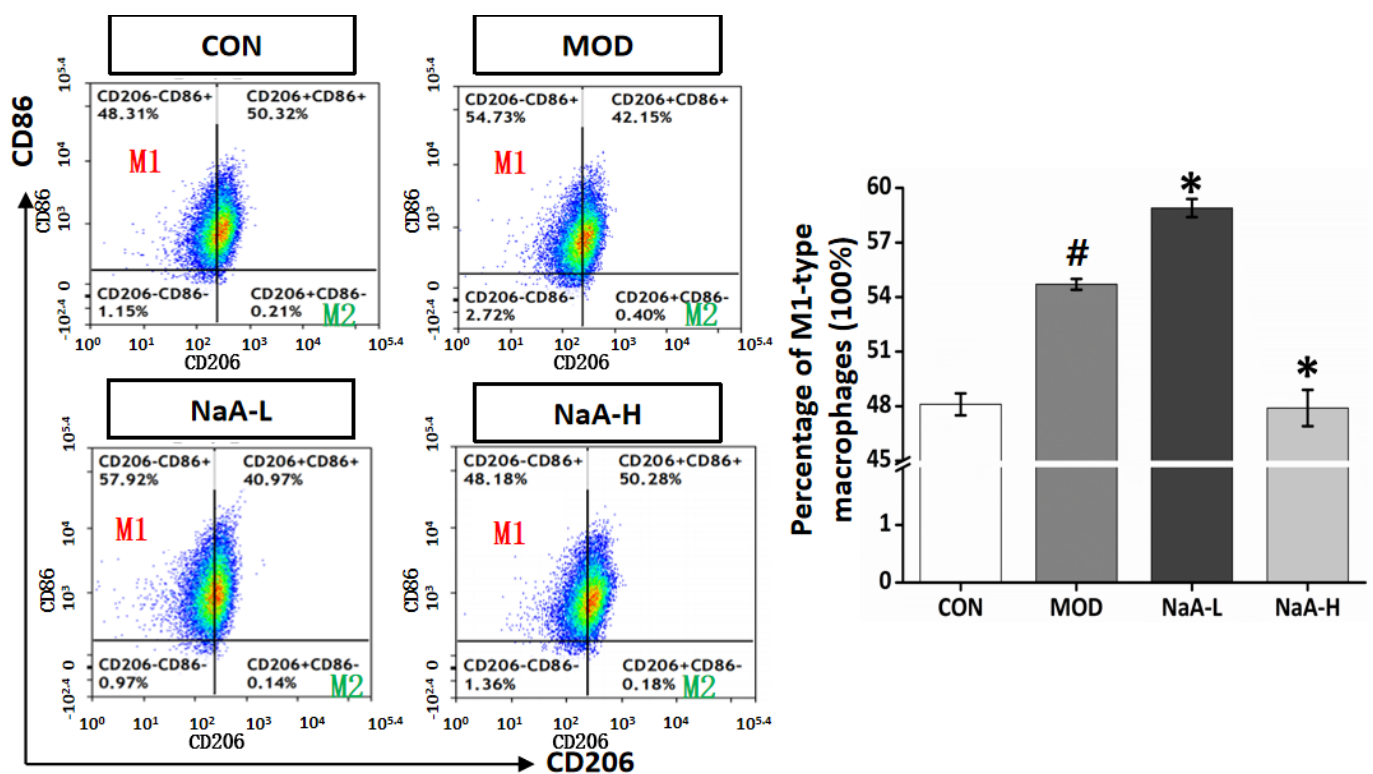 CON
MOD
CD86
10^5.4
CD206-CD86+
48.31%
CD206+CD86+
50.32%
M1
10^4
CD86
10^3
0
CD206-CD86-
1.15%
CD206+CD86-
0.21%
M2
-10^2.4
10^0 10^1 10^2 10^3 10^4 10^5.4
CD206
10^5.4
CD206-CD86+
54.73%
CD206+CD86+
42.15%
M1
10^4
CD86
10^3
0
CD206-CD86-
2.72%
CD206+CD86-
0.40%
M2
-10^2.4
10^0 10^1 10^2 10^3 10^4 10^5.4
CD206
NaA-L
NaA-H
10^5.4
CD206-CD86+
57.92%
CD206+CD86+
40.97%
M1
10^4
CD86
10^3
0
CD206-CD86-
0.97%
CD206+CD86-
0.14%
M2
-10^2.4
10^0 10^1 10^2 10^3 10^4 10^5.4
CD206
10^5.4
CD206-CD86+
48.18%
CD206+CD86+
50.28%
M1
10^4
CD86
10^3
0
CD206-CD86-
1.36%
CD206+CD86-
0.18%
M2
-10^2.4
10^0 10^1 10^2 10^3 10^4 10^5.4
CD206
CD206
Percentage of M1-type
macrophages (100%)
60
57
54
51
48
45
1
0
#
*
*
CON MOD NaA-L NaA-H